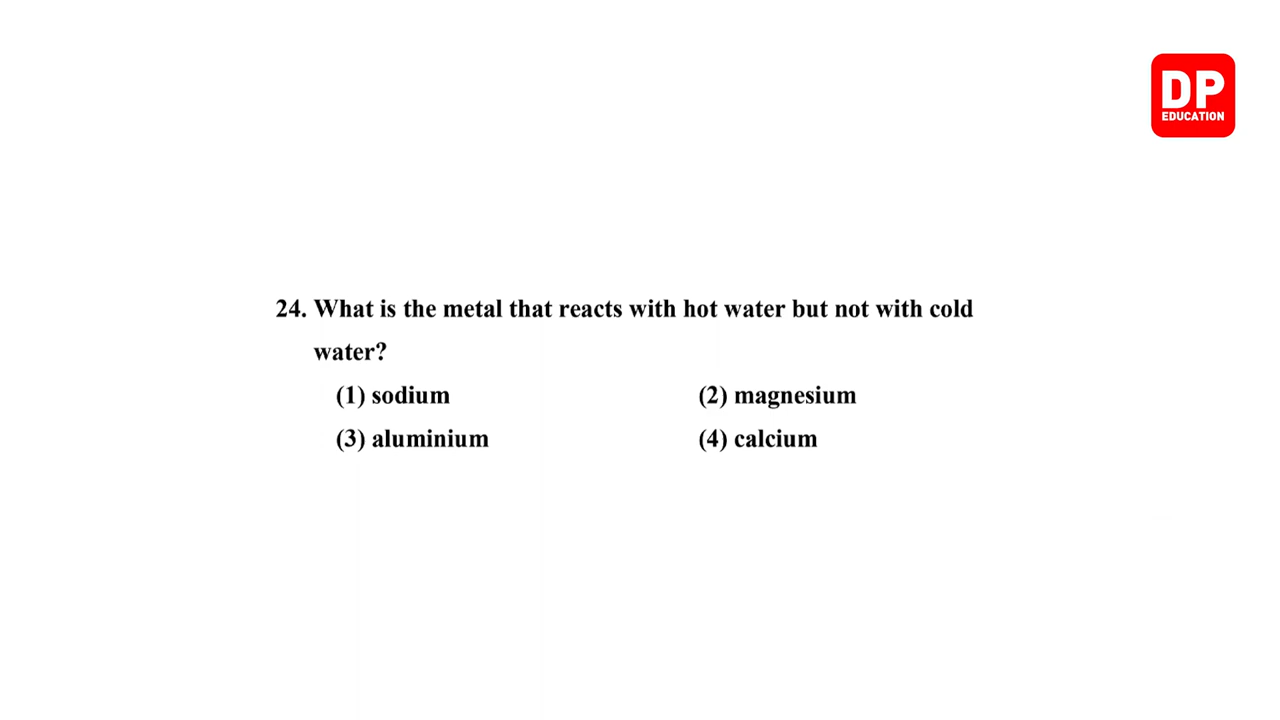 DP
EDUCATION
24. What is the metal that reacts with hot water but not with cold
water?
(1) sodium (2) magnesium
(3) aluminium (4) calcium